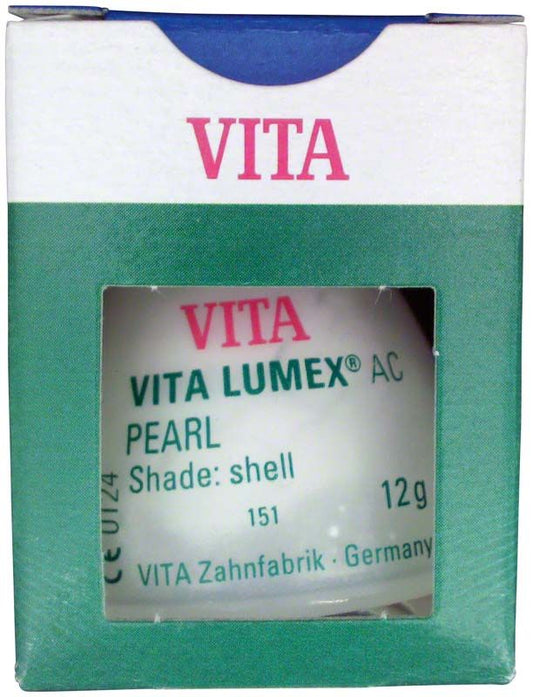 VITA
VITA
VITA LUMEX® AC
PEARL
Shade: shell
12g
151
VITA Zahnfabrik · Germany
CE 0124